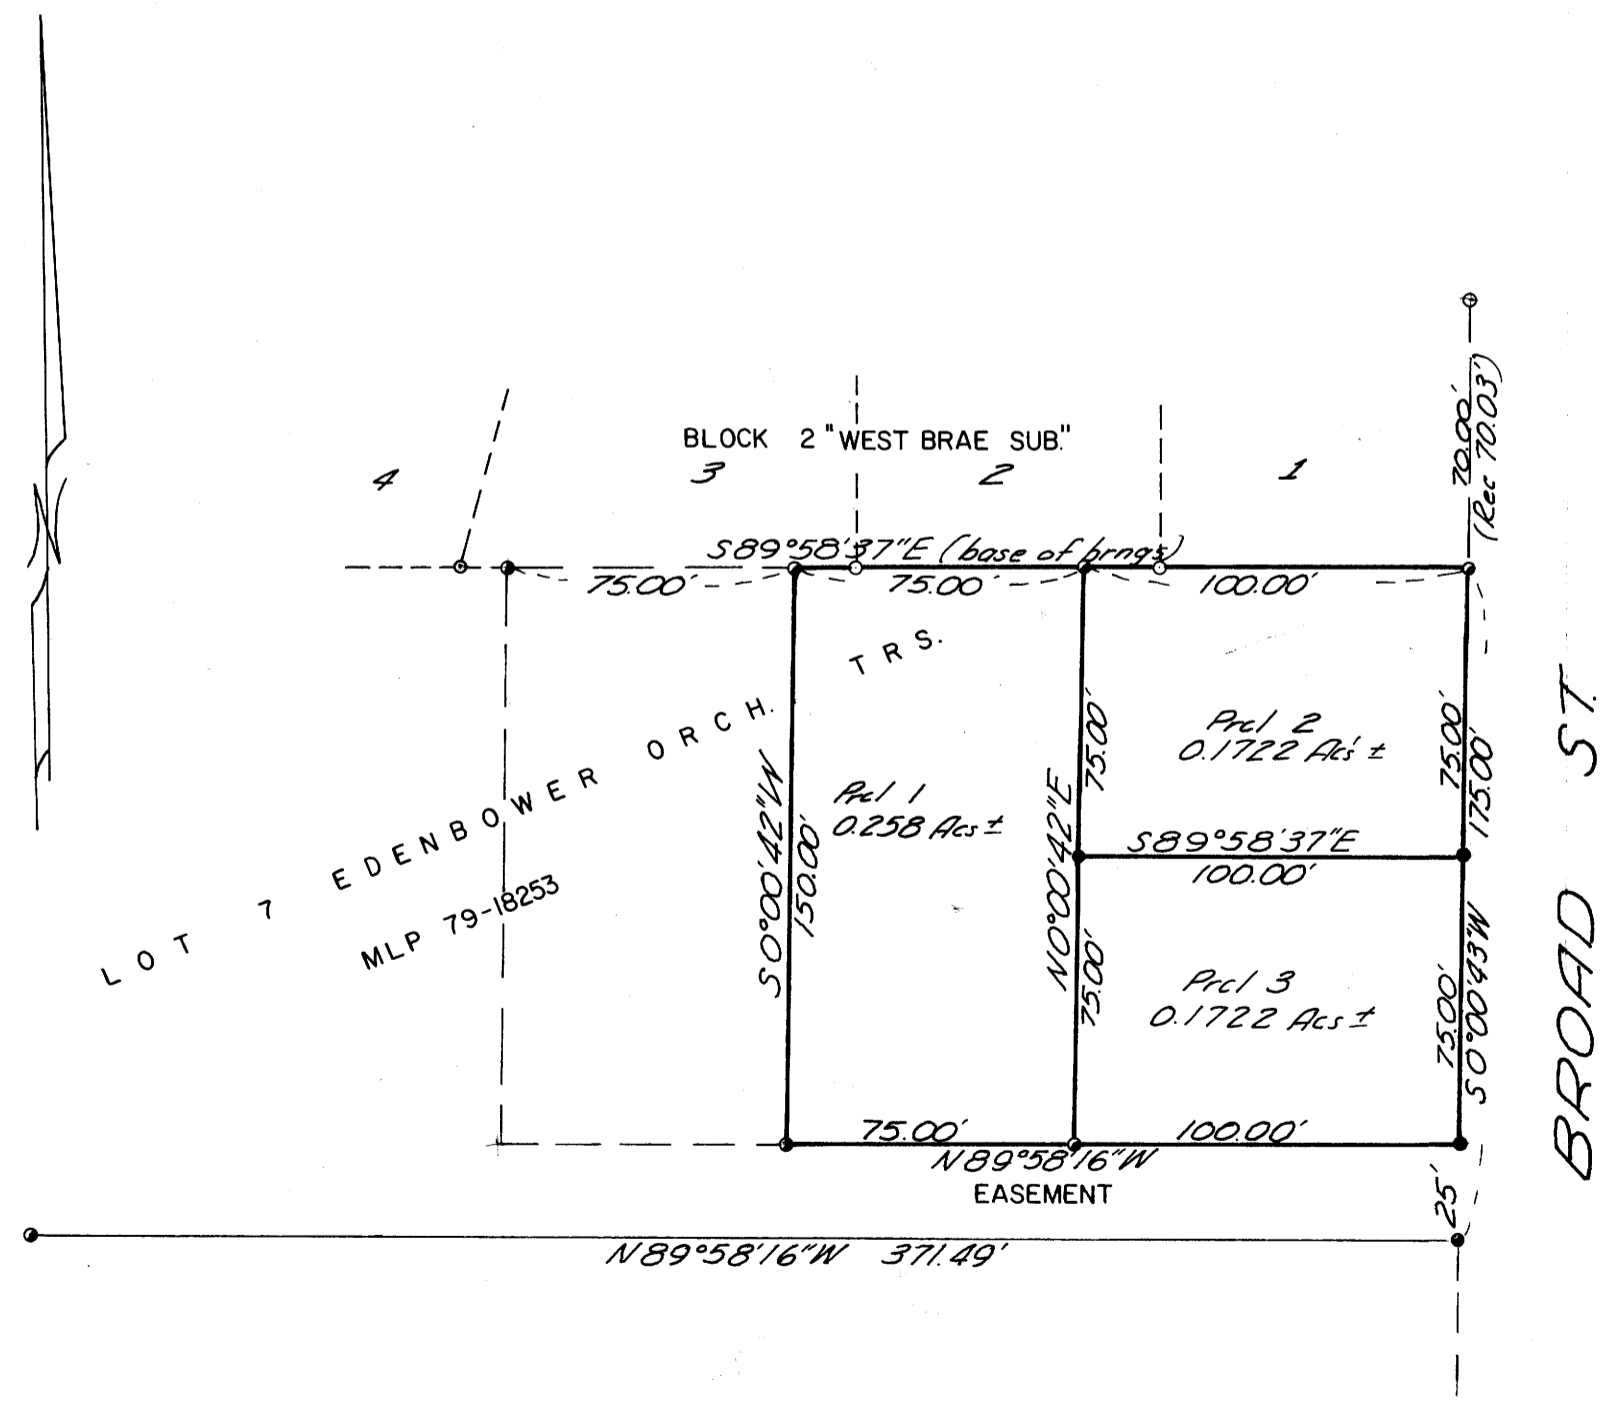 70.00'
(Rec 70.03')
BLOCK 2 "WEST BRAE SUB."
4
3
2
1
S89°58'37"E (base of brngs)
75.00'
75.00'
100.00'
LOT 7 EDENBOWER ORCH. TRS.
MLP 79-18253
Prcl 1
0.258 Acs ±
S0°00'42"W
150.00'
N0°00'42"E
75.00'
75.00'
Prcl 2
0.1722 Acs ±
75.00'
175.00'
S89°58'37"E
100.00'
Prcl 3
0.1722 Acs ±
75.00'
S0°00'43"W
BROAD ST.
75.00'
100.00'
N89°58'16"W
EASEMENT
25'
N89°58'16"W 371.49'